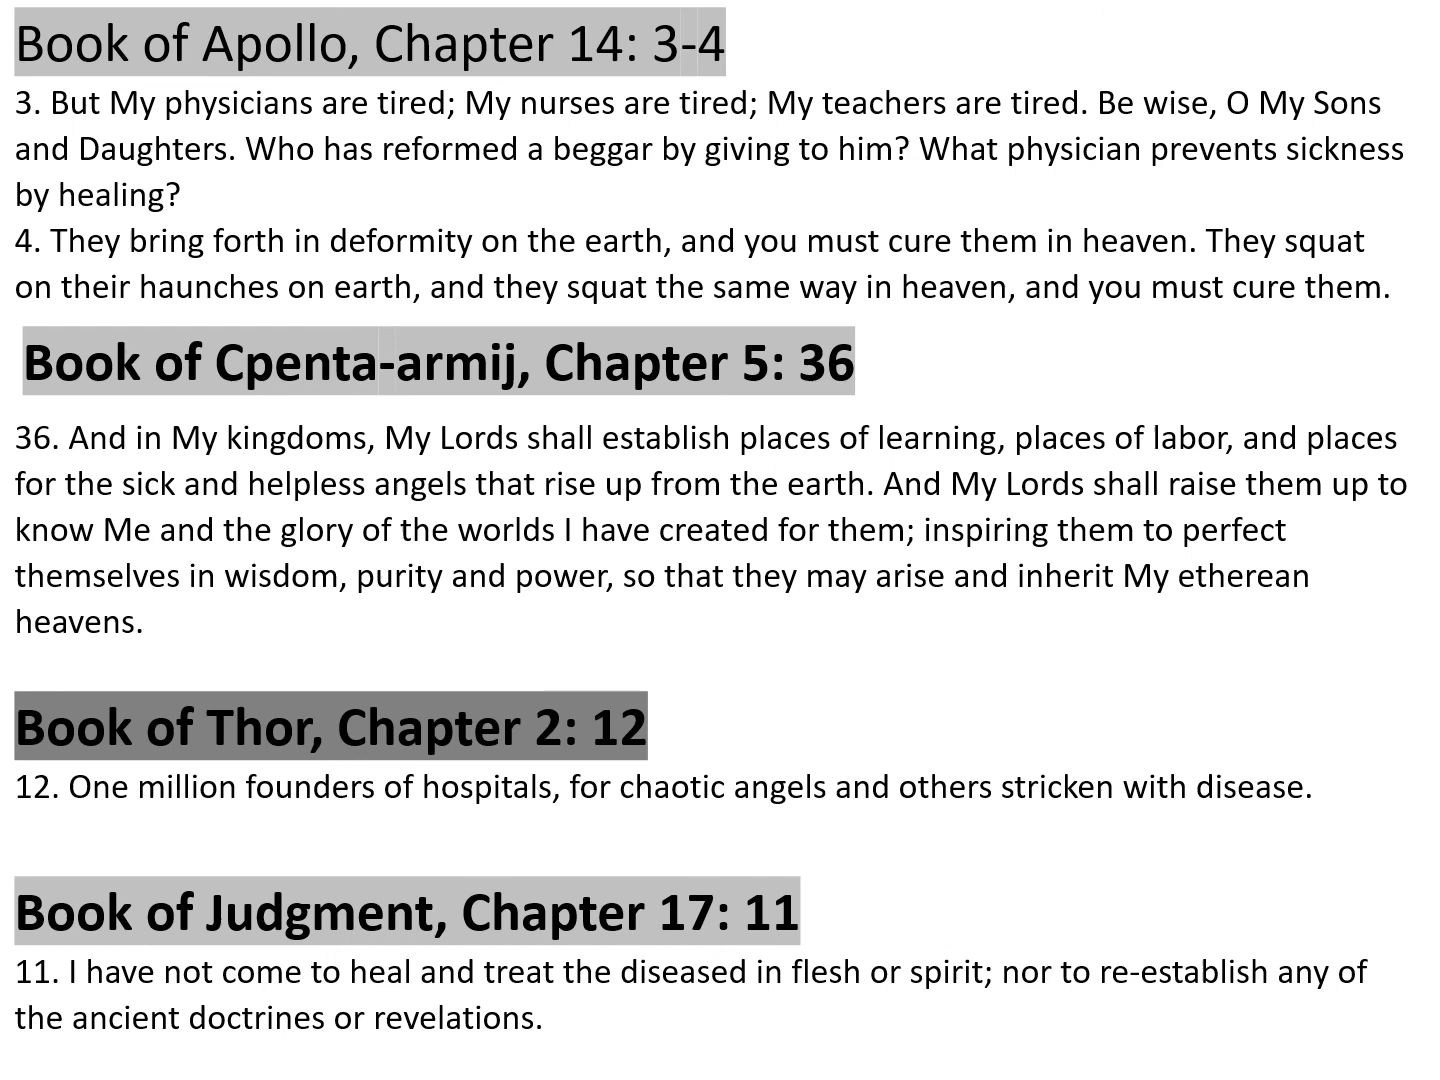 Book of Apollo, Chapter 14: 3-4
3. But My physicians are tired; My nurses are tired; My teachers are tired. Be wise, O My Sons
and Daughters. Who has reformed a beggar by giving to him? What physician prevents sickness
by healing?
4. They bring forth in deformity on the earth, and you must cure them in heaven. They squat
on their haunches on earth, and they squat the same way in heaven, and you must cure them.
Book of Cpenta-armij, Chapter 5: 36
36. And in My kingdoms, My Lords shall establish places of learning, places of labor, and places
for the sick and helpless angels that rise up from the earth. And My Lords shall raise them up to
know Me and the glory of the worlds I have created for them; inspiring them to perfect
themselves in wisdom, purity and power, so that they may arise and inherit My etherean
heavens.
Book of Thor, Chapter 2: 12
12. One million founders of hospitals, for chaotic angels and others stricken with disease.
Book of Judgment, Chapter 17: 11
11. I have not come to heal and treat the diseased in flesh or spirit; nor to re-establish any of
the ancient doctrines or revelations.